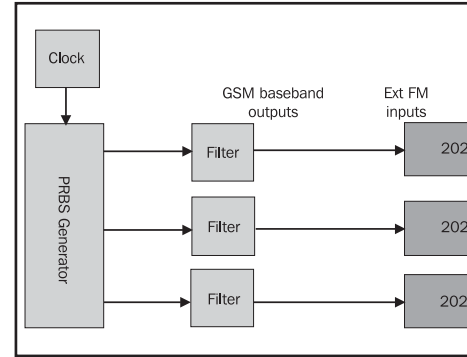 Clock
GSM baseband
outputs
Ext FM
inputs
PRBS Generator
Filter
202
Filter
202
Filter
202